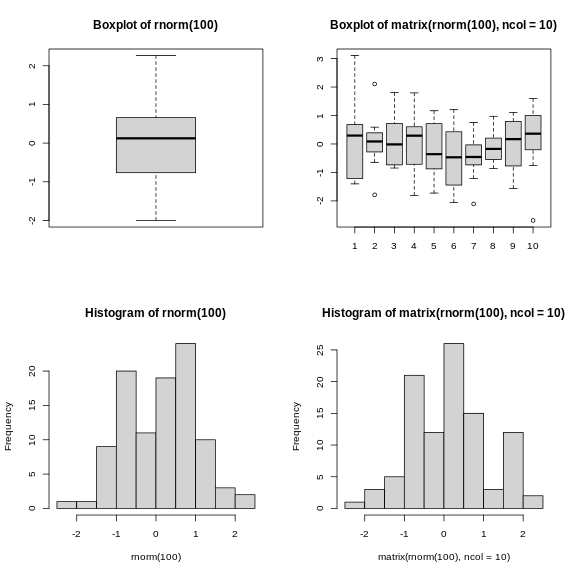 Boxplot of rnorm(100)
2
1
0
-1
-2
Boxplot of matrix(rnorm(100), ncol = 10)
3
2
1
0
-1
-2
1 2 3 4 5 6 7 8 9 10
Histogram of rnorm(100)
Frequency
20
15
10
5
0
-2 -1 0 1 2
rnorm(100)
Histogram of matrix(rnorm(100), ncol = 10)
Frequency
25
20
15
10
5
0
-2 -1 0 1 2
matrix(rnorm(100), ncol = 10)